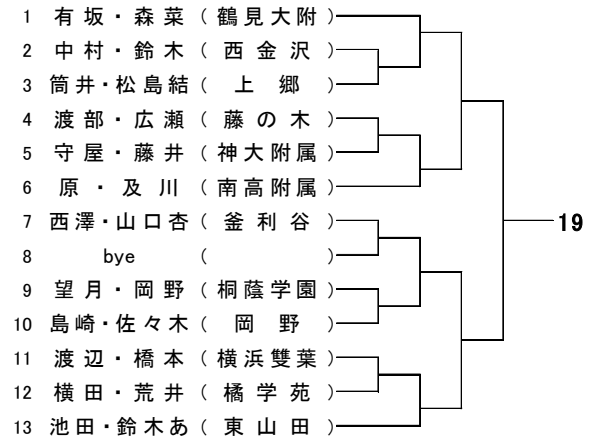 1 有坂・森菜 (鶴見大附)
2 中村・鈴木 (西金沢)
3 筒井・松島結 (上郷)
4 渡部・広瀬 (藤の木)
5 守屋・藤井 (神大附属)
6 原・及川 (南高附属)
7 西澤・山口杏 (釜利谷)
8 bye ( )
9 望月・岡野 (桐蔭学園)
10 島崎・佐々木 (岡野)
11 渡辺・橋本 (横浜雙葉)
12 横田・荒井 (橘学苑)
13 池田・鈴木あ (東山田)
19